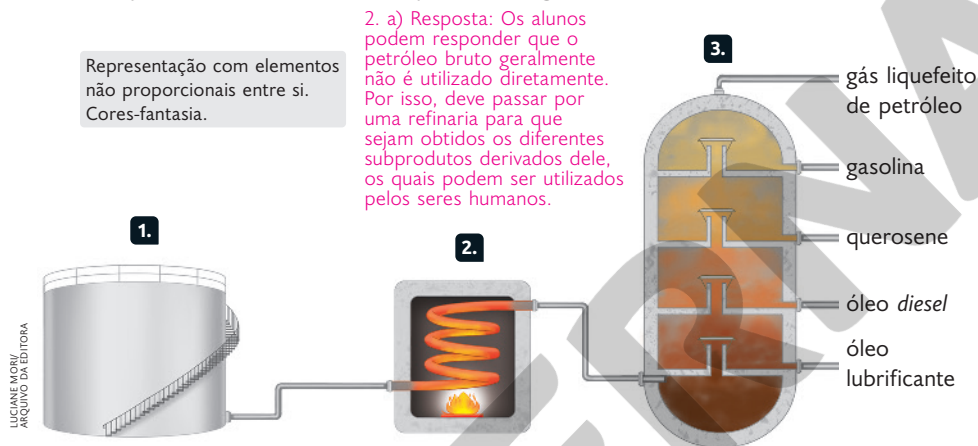 Representação com elementos
não proporcionais entre si.
Cores-fantasia.
2. a) Resposta: Os alunos
podem responder que o
petróleo bruto geralmente
não é utilizado diretamente.
Por isso, deve passar por
uma refinaria para que
sejam obtidos os diferentes
subprodutos derivados dele,
os quais podem ser utilizados
pelos seres humanos.
1.
2.
3.
gás liquefeito
de petróleo
gasolina
querosene
óleo diesel
óleo
lubrificante
LUCIANE MORI/
ARQUIVO DA EDITORA